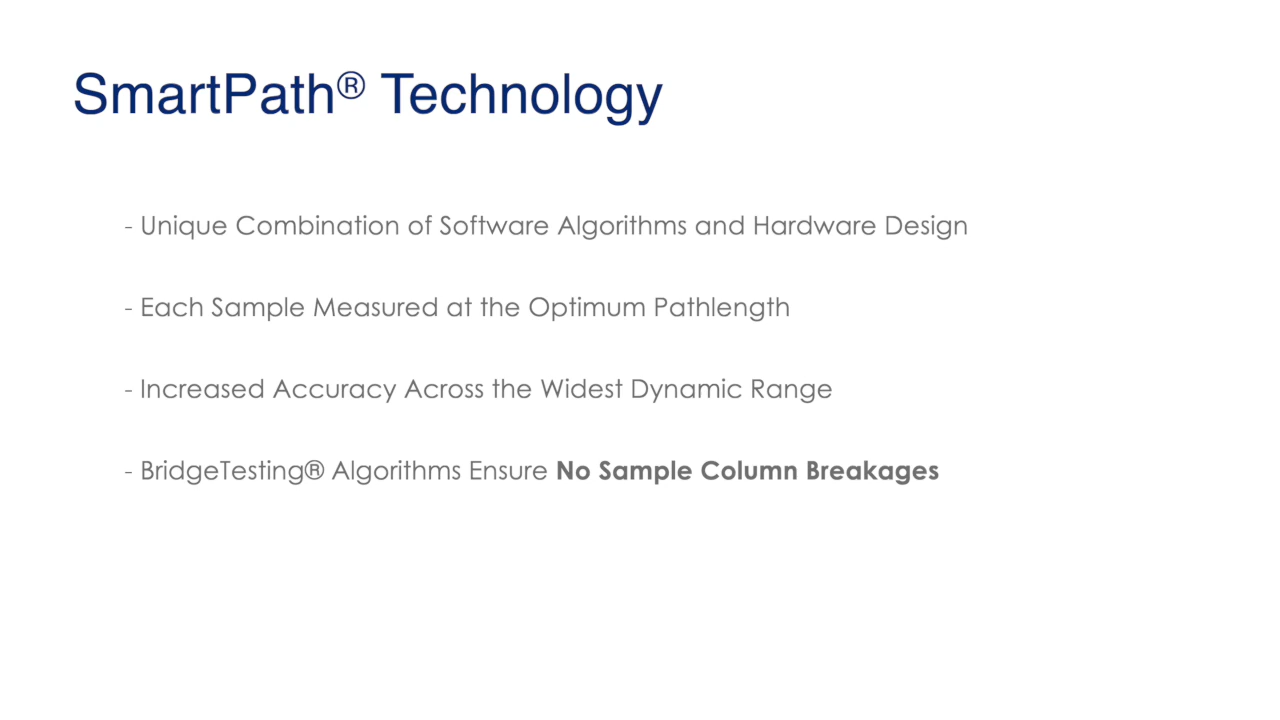 SmartPath® Technology
- Unique Combination of Software Algorithms and Hardware Design
- Each Sample Measured at the Optimum Pathlength
- Increased Accuracy Across the Widest Dynamic Range
- BridgeTesting® Algorithms Ensure No Sample Column Breakages